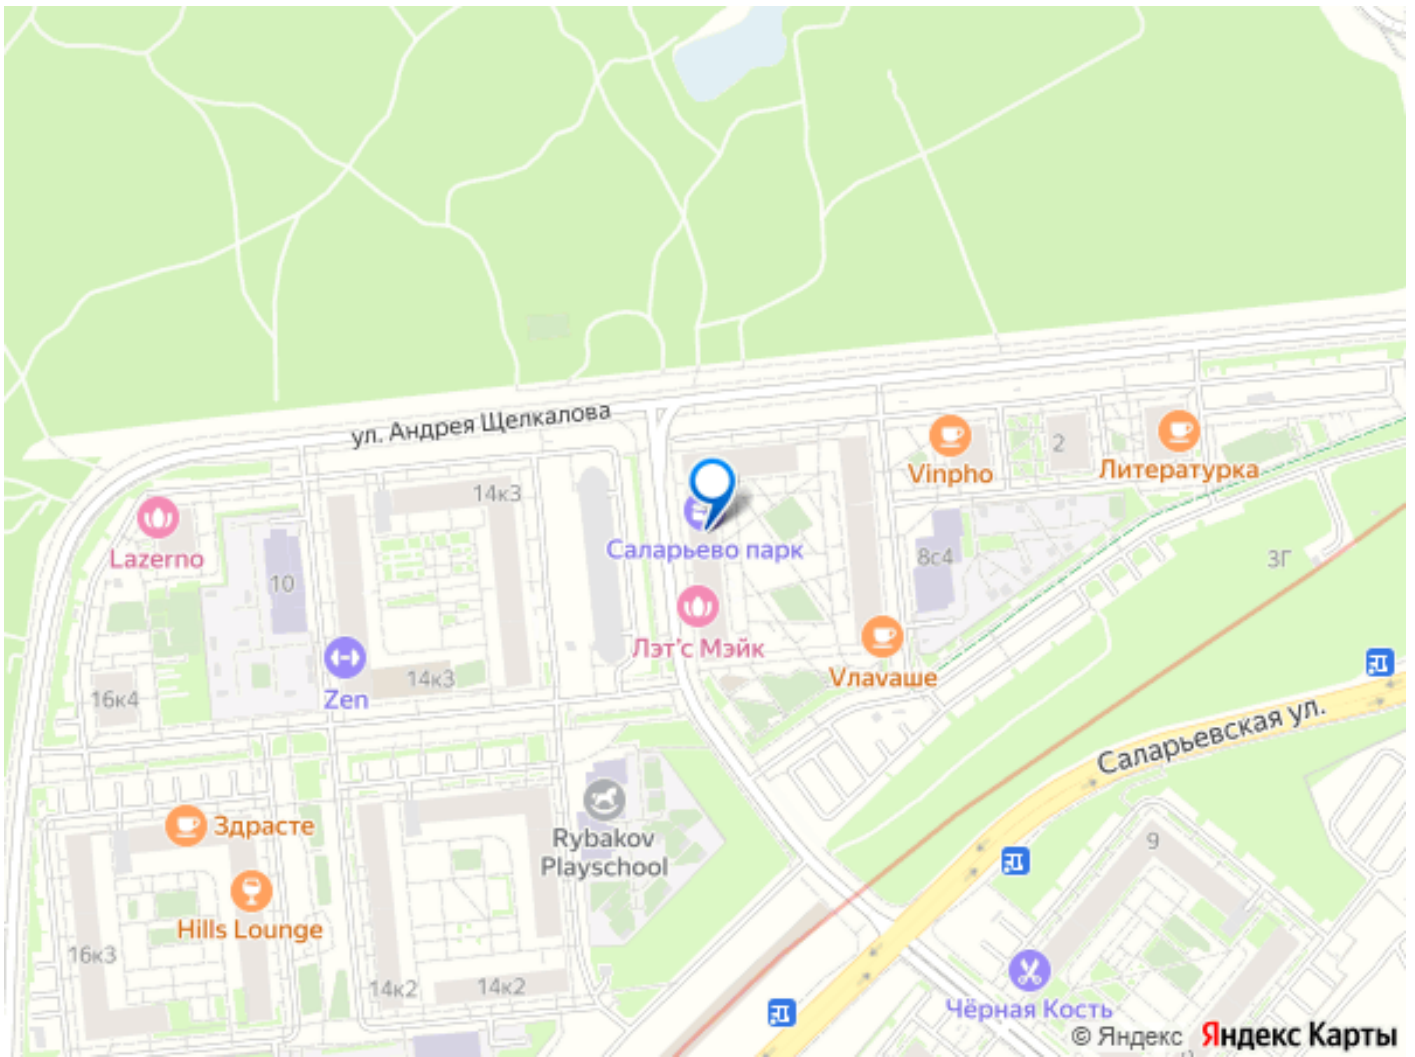 ул. Андрея Щелкалова
Vinpho
2
Литературка
14к3
Lazerno
Саларьево парк
8с4
3Г
10
Лэт'с Мэйк
Vлаvаше
14к3
16к4
Zen
Саларьевская ул.
Здрасте
Rybakov
Playschool
9
Hills Lounge
16к3
14к2
14к2
Чёрная Кость
© Яндекс Яндекс Карты